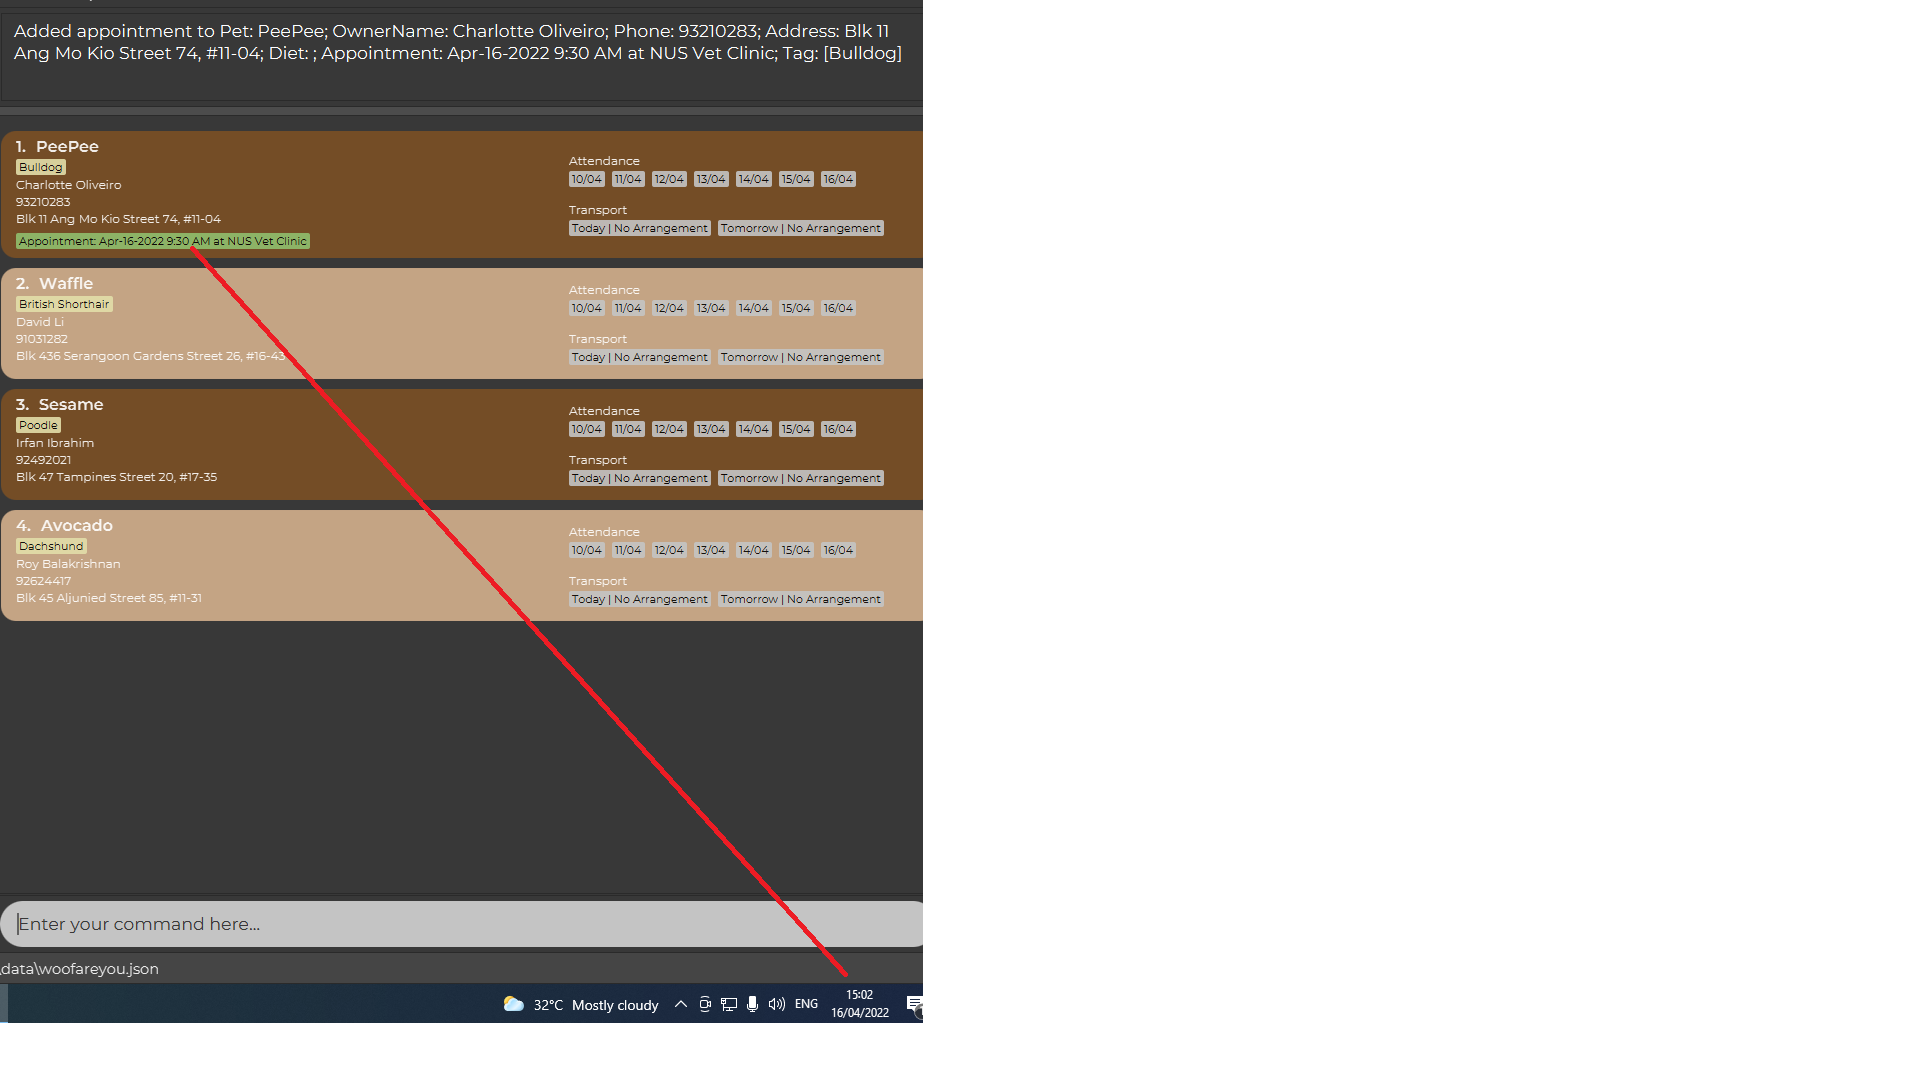 Added appointment to Pet: PeePee; OwnerName: Charlotte Oliveiro; Phone: 93210283; Address: Blk 11
Ang Mo Kio Street 74, #11-04; Diet: ; Appointment: Apr-16-2022 9:30 AM at NUS Vet Clinic; Tag: [Bulldog]
1. PeePee
Bulldog
Charlotte Oliveiro
93210283
Blk 11 Ang Mo Kio Street 74, #11-04
Appointment: Apr-16-2022 9:30 AM at NUS Vet Clinic
Attendance
10/04 11/04 12/04 13/04 14/04 15/04 16/04
Transport
Today | No Arrangement Tomorrow | No Arrangement
2. Waffle
British Shorthair
David Li
91031282
Blk 436 Serangoon Gardens Street 26, #16-43
Attendance
10/04 11/04 12/04 13/04 14/04 15/04 16/04
Transport
Today | No Arrangement Tomorrow | No Arrangement
3. Sesame
Poodle
Irfan Ibrahim
92492021
Blk 47 Tampines Street 20, #17-35
Attendance
10/04 11/04 12/04 13/04 14/04 15/04 16/04
Transport
Today | No Arrangement Tomorrow | No Arrangement
4. Avocado
Dachshund
Roy Balakrishnan
92624417
Blk 45 Aljunied Street 85, #11-31
Attendance
10/04 11/04 12/04 13/04 14/04 15/04 16/04
Transport
Today | No Arrangement Tomorrow | No Arrangement
Enter your command here...
\data\woofareyou.json
32°C Mostly cloudy
ENG
15:02
16/04/2022